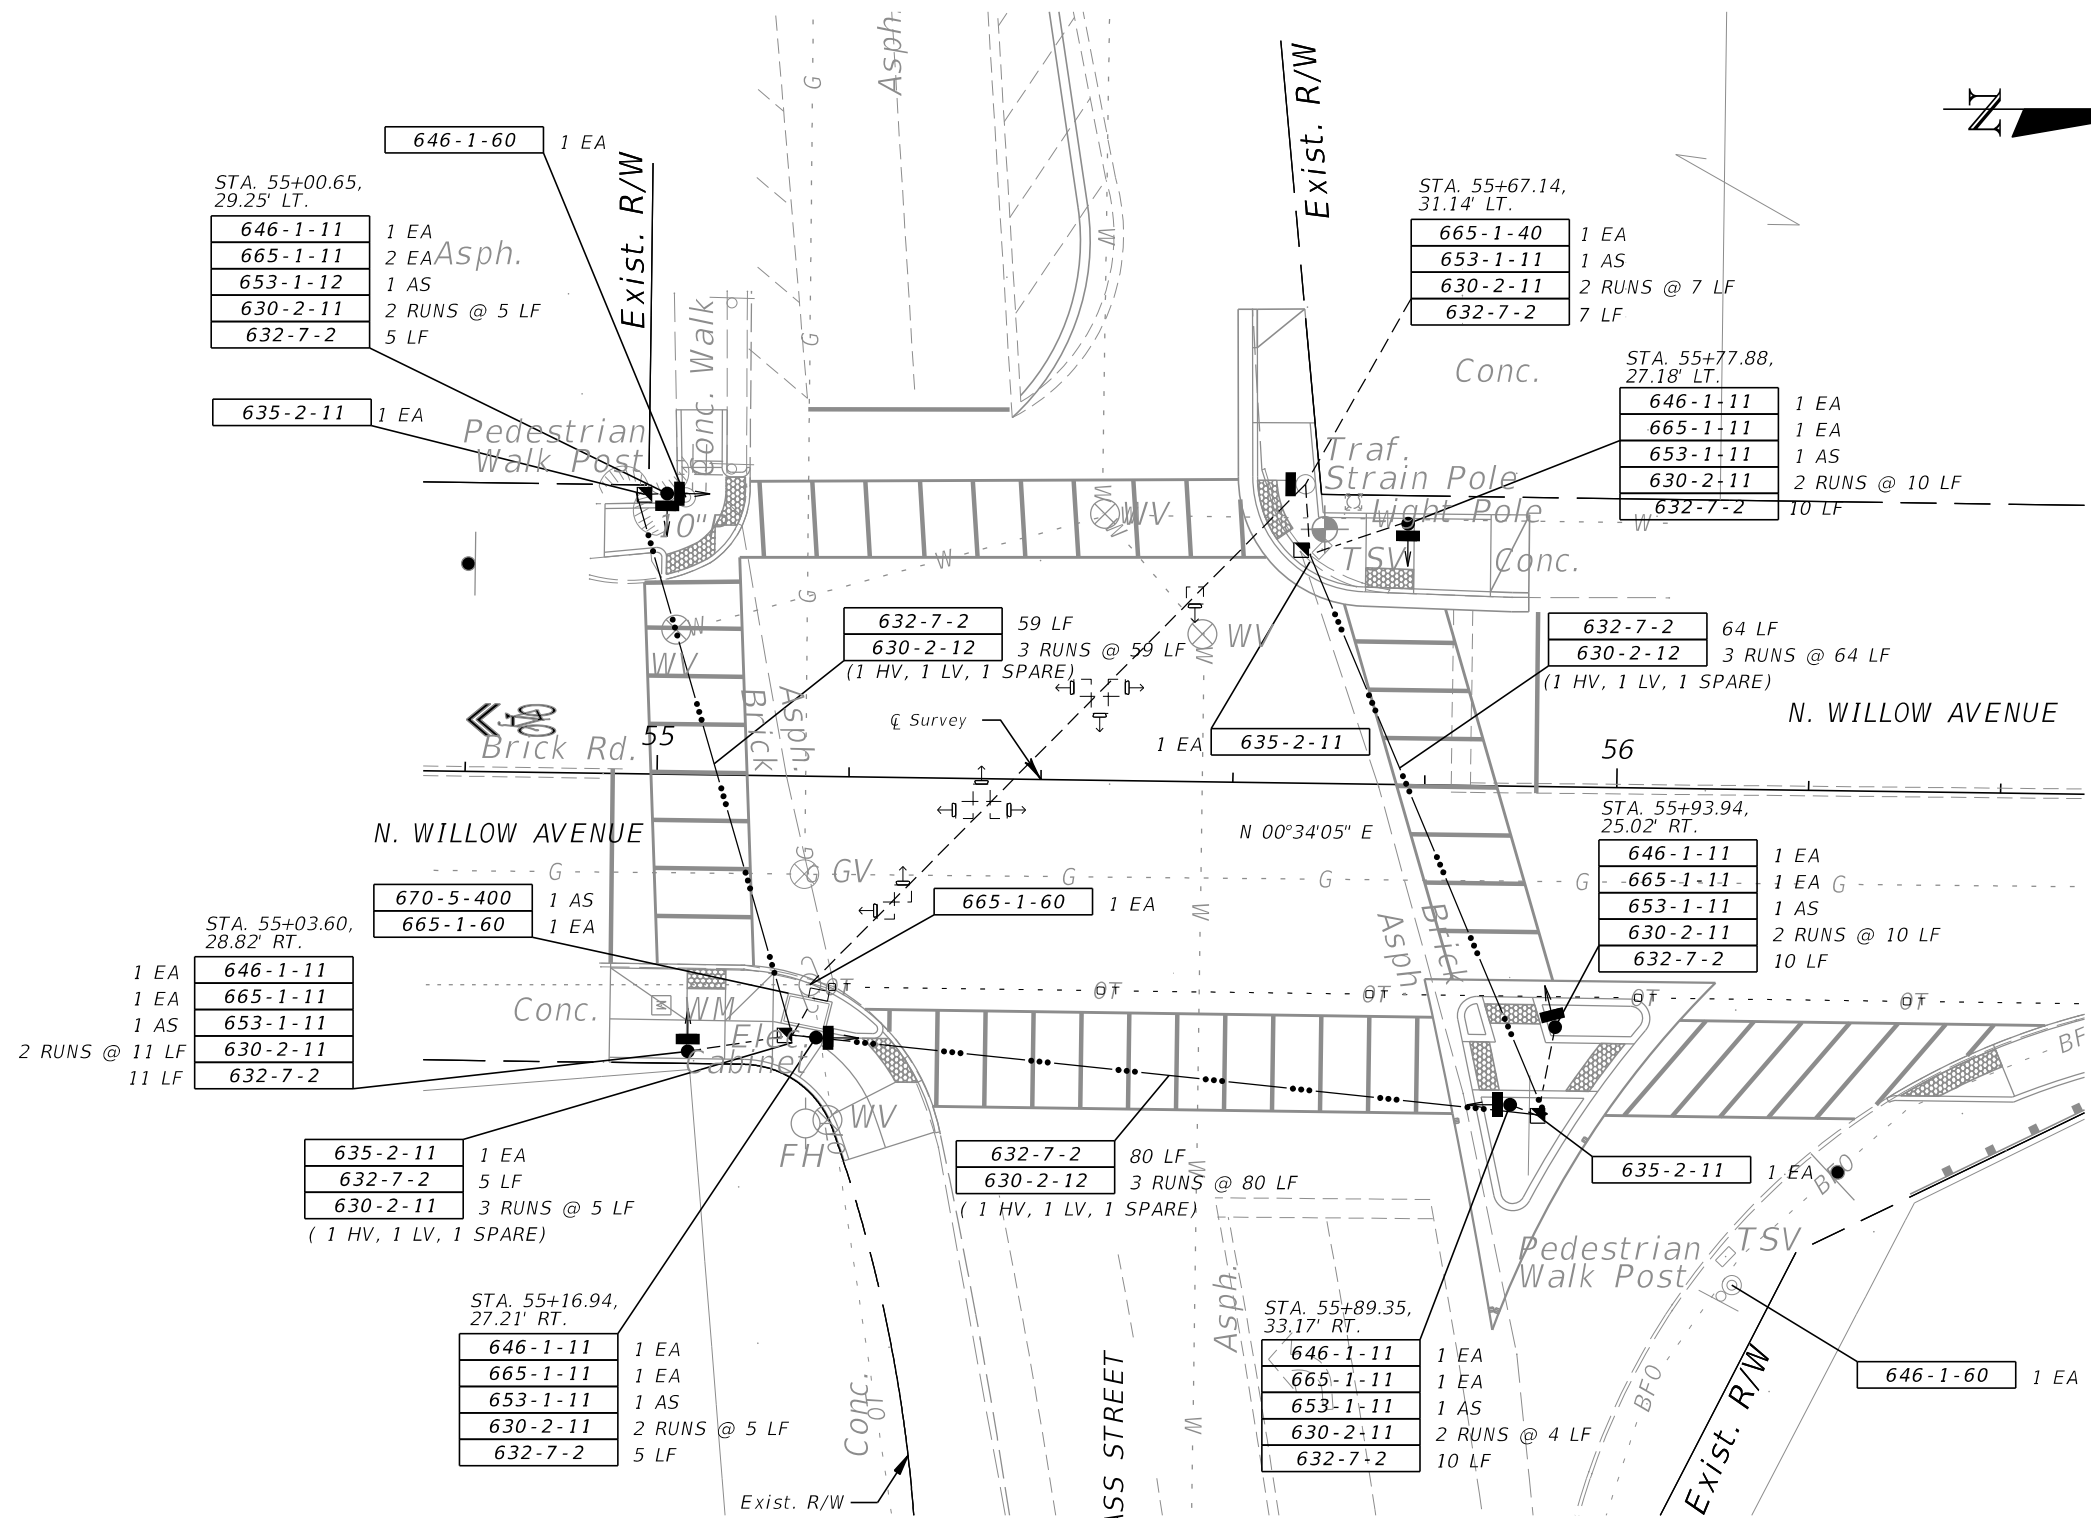 Asph.
Exist. R/W
N
646-1-60 1 EA
Exist. R/W
STA. 55+00.65,
29.25' LT.
646-1-11 1 EA
665-1-11 2 EA
653-1-12 1 AS
630-2-11 2 RUNS @ 5 LF
632-7-2 5 LF
Asph.
STA. 55+67.14,
31.14' LT.
665-1-40 1 EA
653-1-11 1 AS
630-2-11 2 RUNS @ 7 LF
632-7-2 7 LF
Conc.
STA. 55+77.88,
27.18' LT.
646-1-11 1 EA
665-1-11 1 EA
653-1-11 1 AS
630-2-11 2 RUNS @ 10 LF
632-7-2 10 LF
635-2-11 1 EA
Pedestrian
Walk Post
Conc. Walk
10"
Traf.
Strain Pole
Light Pole
WV
TSV
Conc.
WV
WV
632-7-2 59 LF
630-2-12 3 RUNS @ 59 LF
(1 HV, 1 LV, 1 SPARE)
632-7-2 64 LF
630-2-12 3 RUNS @ 64 LF
(1 HV, 1 LV, 1 SPARE)
Brick
Asph.
℄ Survey
1 EA 635-2-11
N. WILLOW AVENUE
Brick Rd.
55
56
N. WILLOW AVENUE
N 00°34'05" E
STA. 55+93.94,
25.02' RT.
646-1-11 1 EA
665-1-11 1 EA
653-1-11 1 AS
630-2-11 2 RUNS @ 10 LF
632-7-2 10 LF
G
GV
G
G
G
G
670-5-400 1 AS
665-1-60 1 EA
665-1-60 1 EA
Asph.
Brick
STA. 55+03.60,
28.82' RT.
1 EA 646-1-11
1 EA 665-1-11
1 AS 653-1-11
2 RUNS @ 11 LF 630-2-11
11 LF 632-7-2
Conc.
WM
Elec.
Cabinet
OT
OT
OT
OT
OT
BFO
WV
FH
635-2-11 1 EA
632-7-2 5 LF
630-2-11 3 RUNS @ 5 LF
( 1 HV, 1 LV, 1 SPARE)
632-7-2 80 LF
630-2-12 3 RUNS @ 80 LF
( 1 HV, 1 LV, 1 SPARE)
635-2-11 1 EA
Pedestrian
Walk Post
TSV
STA. 55+16.94,
27.21' RT.
646-1-11 1 EA
665-1-11 1 EA
653-1-11 1 AS
630-2-11 2 RUNS @ 5 LF
632-7-2 5 LF
Conc.
OT
Exist. R/W
ASS STREET
Asph.
STA. 55+89.35,
33.17' RT.
646-1-11 1 EA
665-1-11 1 EA
653-1-11 1 AS
630-2-11 2 RUNS @ 4 LF
632-7-2 10 LF
BFO
Exist. R/W
646-1-60 1 EA